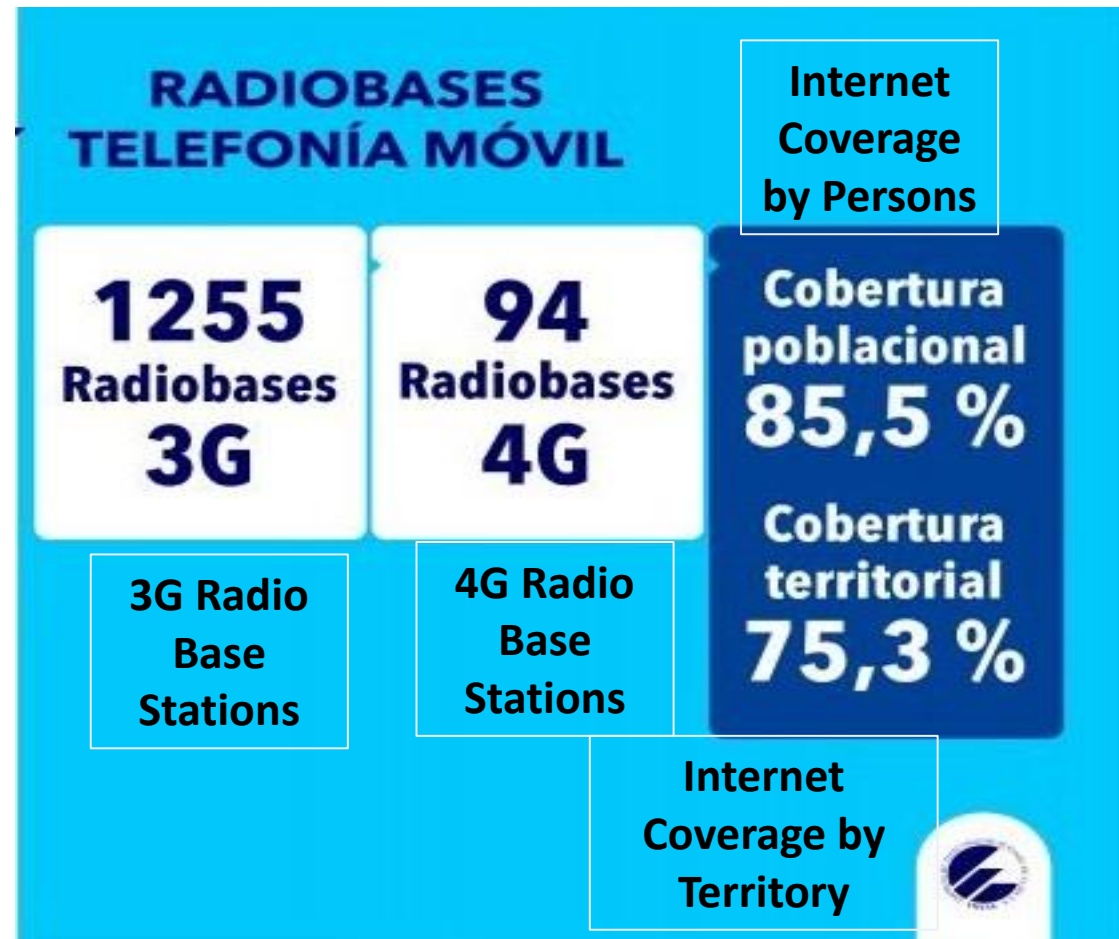 RADIOBASES
TELEFONÍA MÓVIL
Internet
Coverage
by Persons
1255
Radiobases
3G
94
Radiobases
4G
Cobertura
poblacional
85,5 %
Cobertura
territorial
75,3 %
3G Radio
Base
Stations
4G Radio
Base
Stations
Internet
Coverage by
Territory